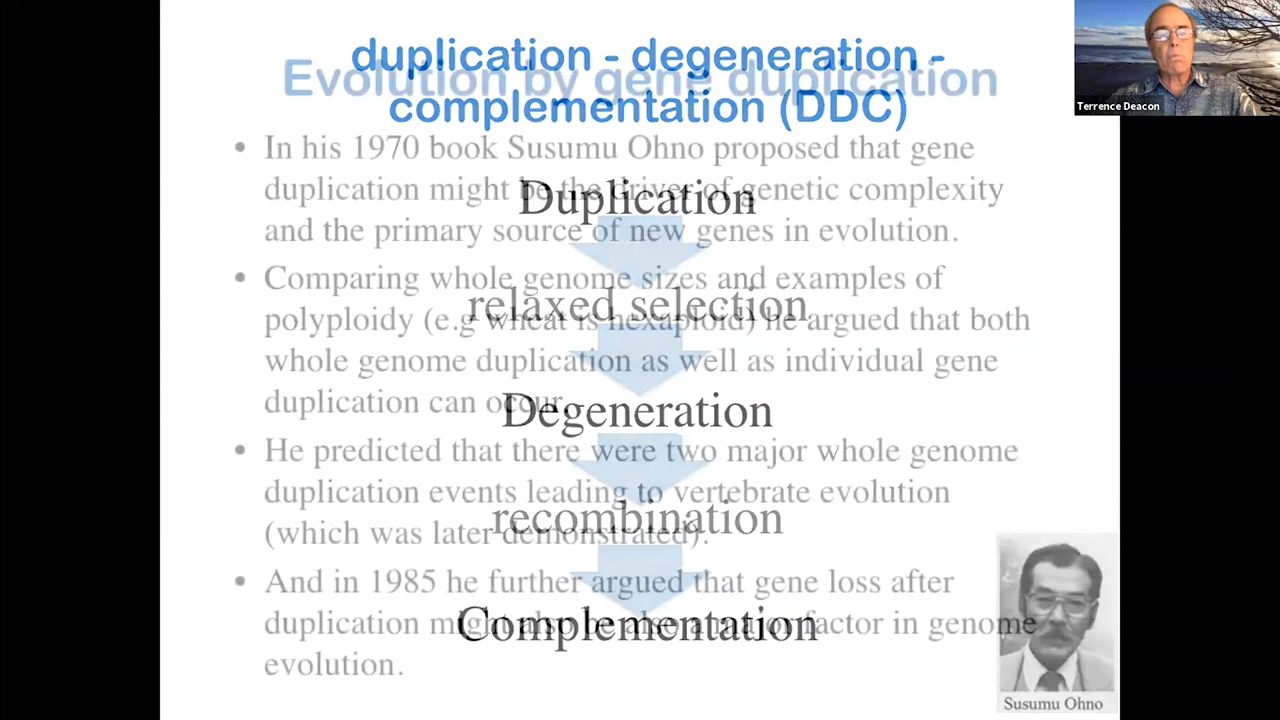 duplication - degeneration -
complementation (DDC)
Evolution by gene duplication
Terrence Deacon
In his 1970 book Susumu Ohno proposed that gene
duplication might be the driver of genetic complexity
and the primary source of new genes in evolution.
Comparing whole genome sizes and examples of
polyploidy (e.g wheat is hexaploid) he argued that both
whole genome duplication as well as individual gene
duplication can occur.
He predicted that there were two major whole genome
duplication events leading to vertebrate evolution
(which was later demonstrated).
And in 1985 he further argued that gene loss after
duplication might also be a factor in genome
evolution.
Duplication
relaxed selection
Degeneration
recombination
Complementation
Susumu Ohno